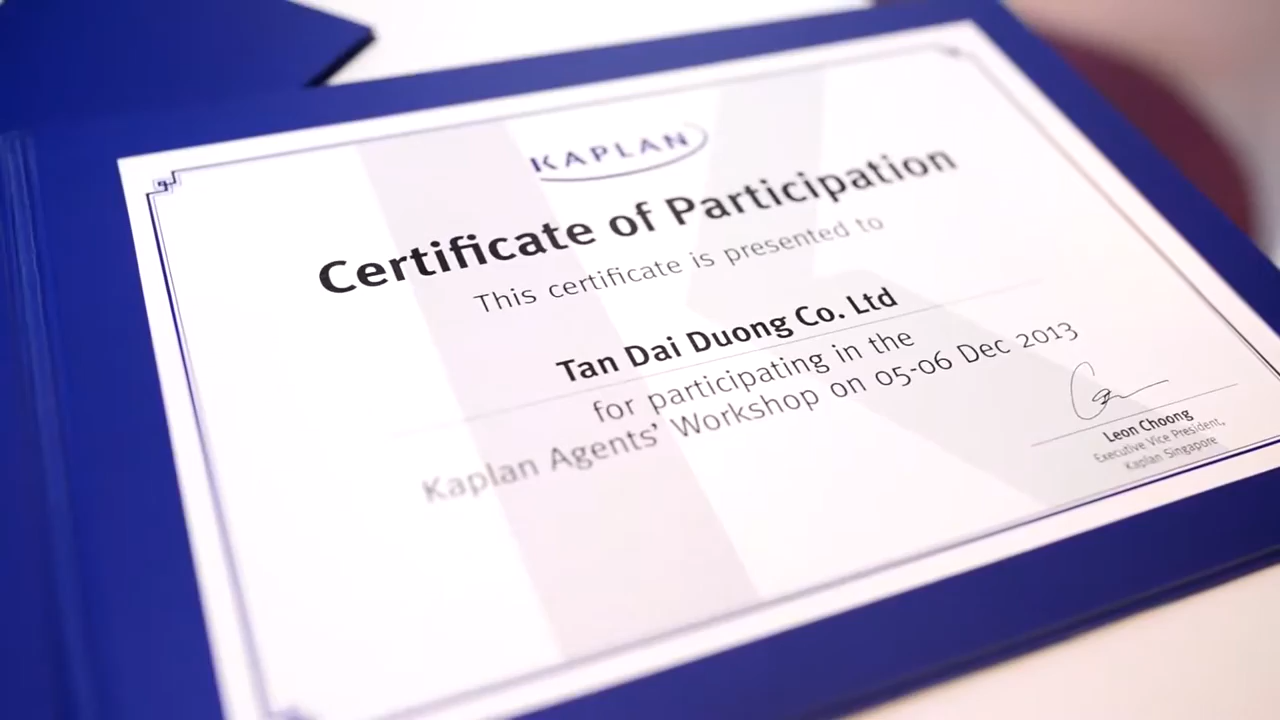 KAPLAN
Certificate of Participation
This certificate is presented to
Tan Dai Duong Co. Ltd
for participating in the
Kaplan Agents' Workshop on 05-06 Dec 2013
Leon Choong
Executive Vice President,
Kaplan Singapore